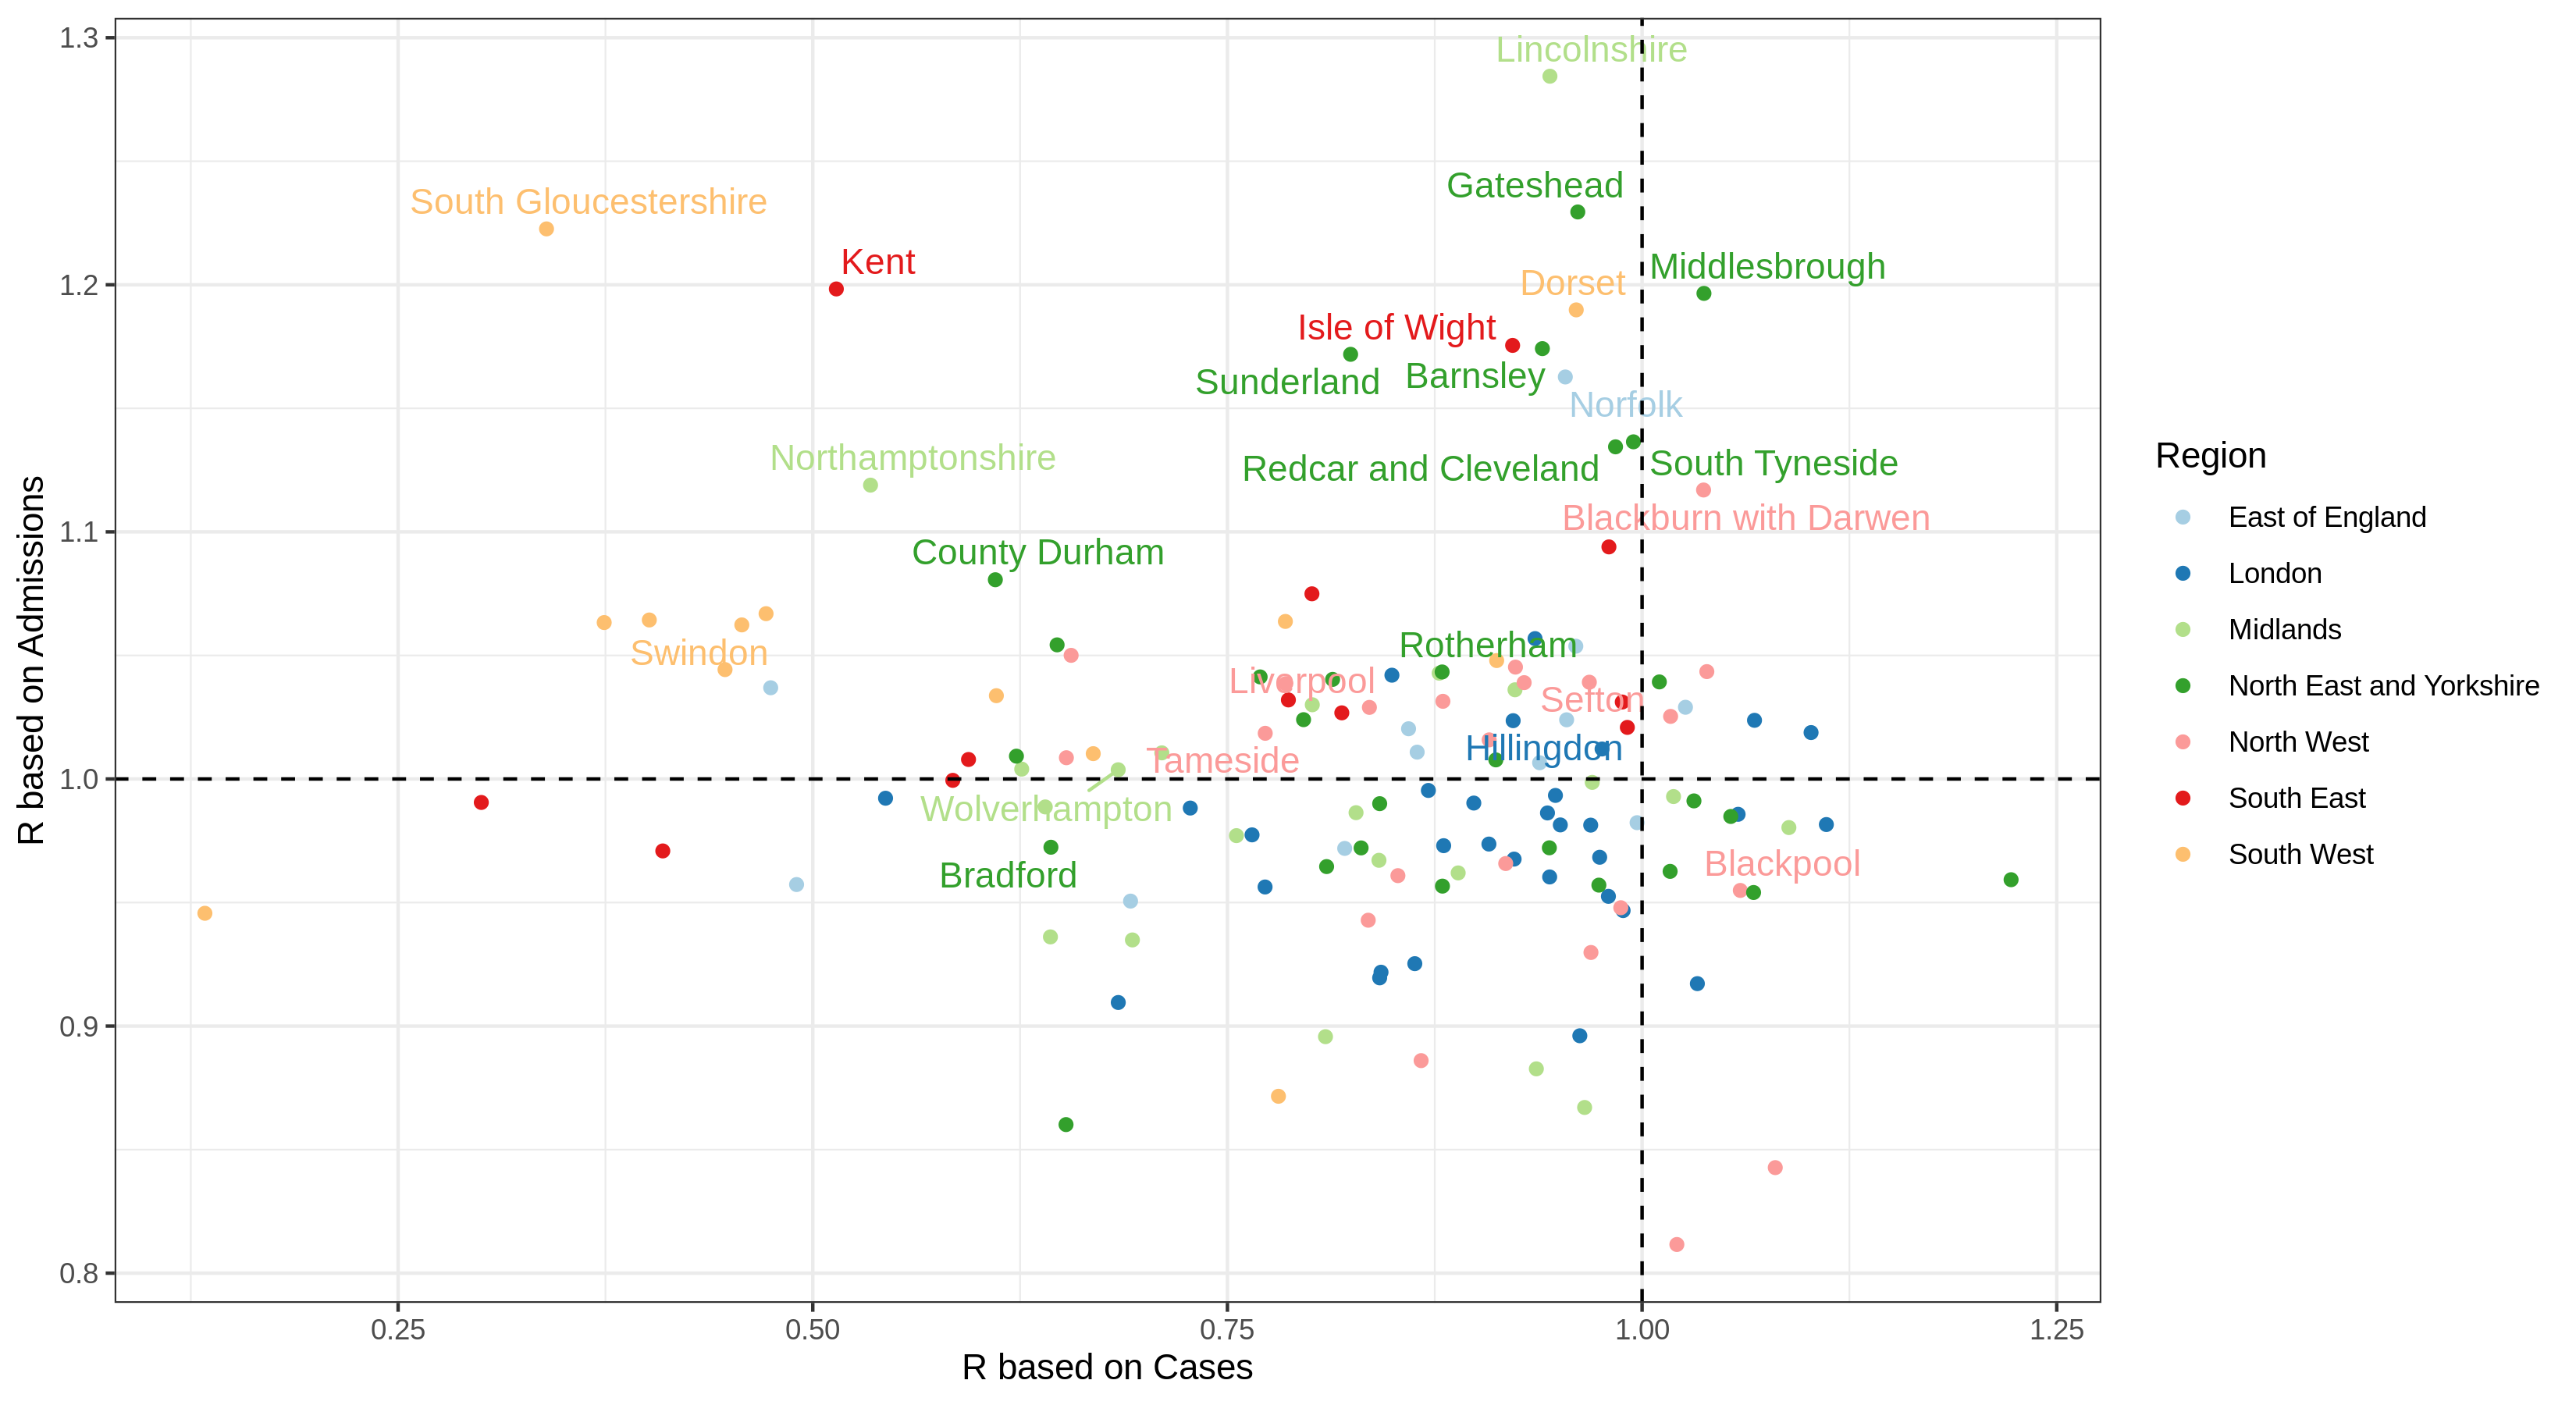 1.3
Lincolnshire
Gateshead
South Gloucestershire
Kent
Middlesbrough
1.2
Dorset
Isle of Wight
Sunderland
Barnsley
Norfolk
Northamptonshire
Redcar and Cleveland
South Tyneside
Blackburn with Darwen
1.1
County Durham
Swindon
Rotherham
Liverpool
Sefton
Hillingdon
Tameside
1.0
Wolverhampton
Bradford
Blackpool
0.9
0.8
R based on Admissions
0.25
0.50
0.75
1.00
1.25
R based on Cases
Region
East of England
London
Midlands
North East and Yorkshire
North West
South East
South West